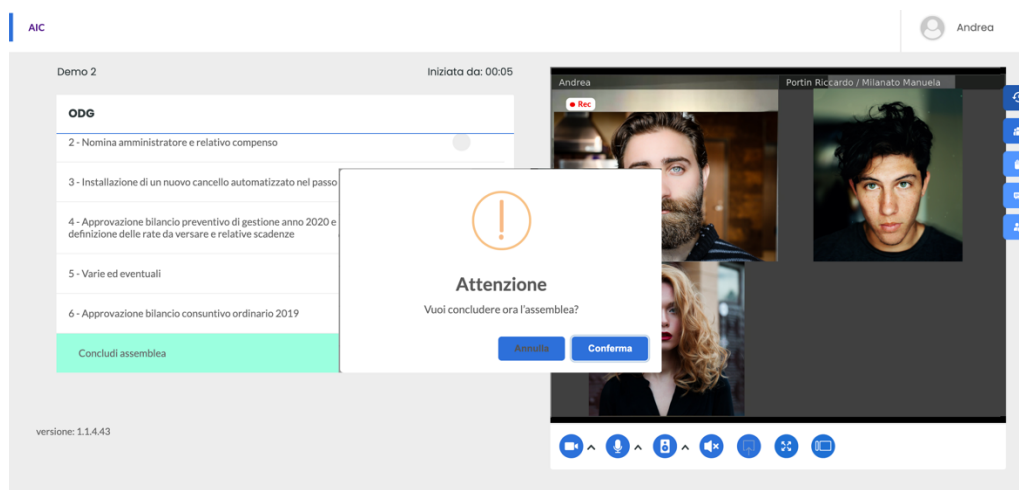 AIC
Andrea
Demo 2
Iniziata da: 00:05
ODG
2 - Nomina amministratore e relativo compenso
3 - Installazione di un nuovo cancello automatizzato nel passo
4 - Approvazione bilancio preventivo di gestione anno 2020 e
definizione delle rate da versare e relative scadenze
5 - Varie ed eventuali
6 - Approvazione bilancio consuntivo ordinario 2019
Concludi assemblea
versione: 1.1.4.43
Attenzione
Vuoi concludere ora l'assemblea?
Annulla
Conferma
Andrea
Portin Riccardo / Milanato Manuela
Rec